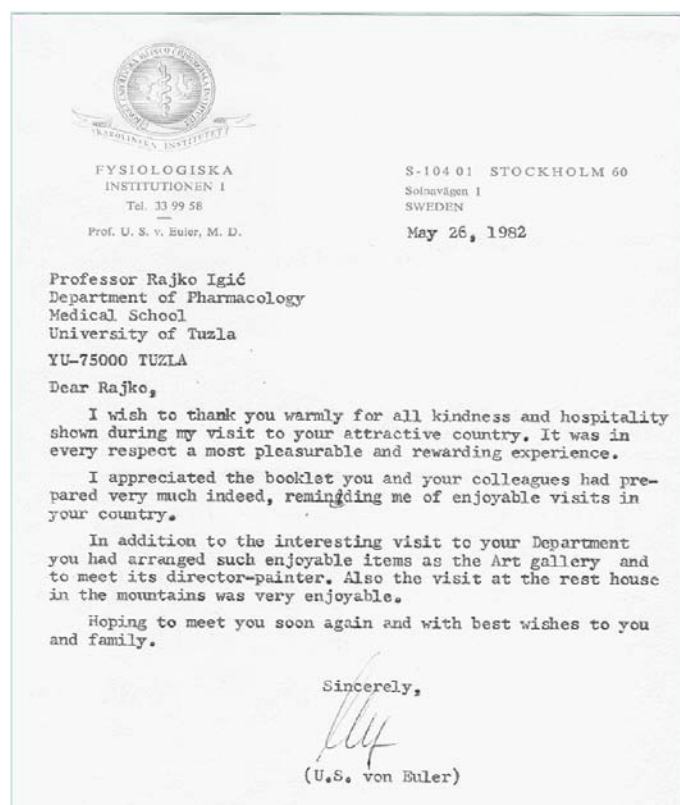 KAROLINSKA INSTITUTET
FYSIOLOGISKA
INSTITUTIONEN I
Tel. 33 99 58
Prof. U. S. v. Euler, M. D.
S-104 01 STOCKHOLM 60
Solnavägen 1
SWEDEN
May 26, 1982
Professor Rajko Igić
Department of Pharmacology
Medical School
University of Tuzla
YU-75000 TUZLA
Dear Rajko,
I wish to thank you warmly for all kindness and hospitality
shown during my visit to your attractive country. It was in
every respect a most pleasurable and rewarding experience.
I appreciated the booklet you and your colleagues had pre-
pared very much indeed, reminding me of enjoyable visits in
your country.
In addition to the interesting visit to your Department
you had arranged such enjoyable items as the Art gallery and
to meet its director-painter. Also the visit at the rest house
in the mountains was very enjoyable.
Hoping to meet you soon again and with best wishes to you
and family.
Sincerely,
(U.S. von Euler)